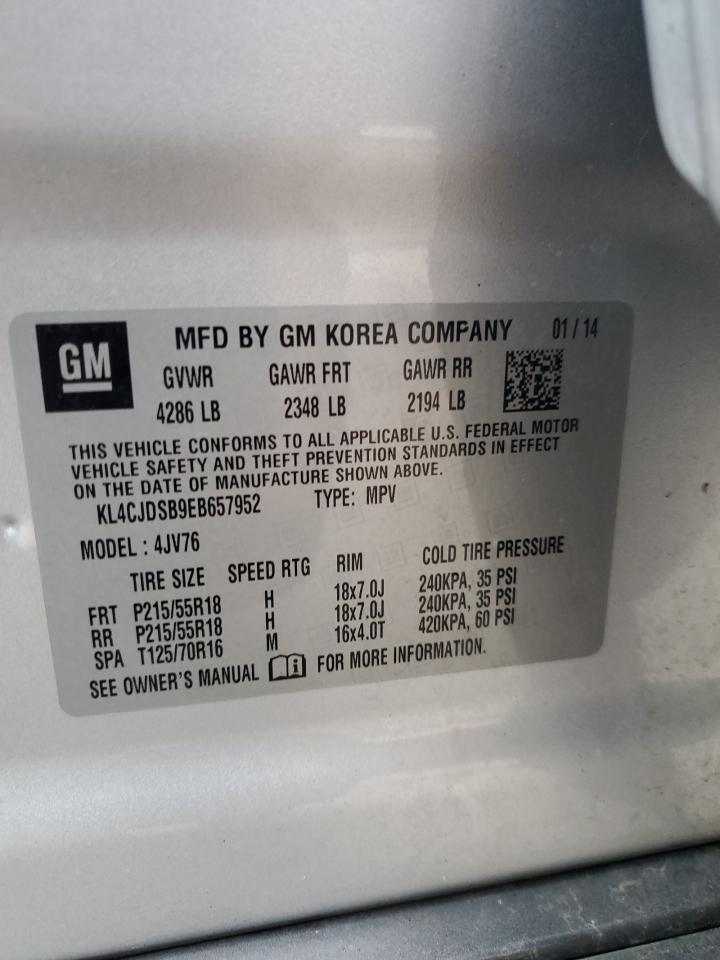 GM
MFD BY GM KOREA COMPANY 01 / 14
GVWR GAWR FRT GAWR RR
4286 LB 2348 LB 2194 LB
THIS VEHICLE CONFORMS TO ALL APPLICABLE U.S. FEDERAL MOTOR
VEHICLE SAFETY AND THEFT PREVENTION STANDARDS IN EFFECT
ON THE DATE OF MANUFACTURE SHOWN ABOVE.
KL4CJDSB9EB657952 TYPE: MPV
MODEL : 4JV76
TIRE SIZE SPEED RTG RIM COLD TIRE PRESSURE
FRT P215/55R18 H 18x7.0J 240KPA, 35 PSI
RR P215/55R18 H 18x7.0J 240KPA, 35 PSI
SPA T125/70R16 M 16x4.0T 420KPA, 60 PSI
SEE OWNER'S MANUAL FOR MORE INFORMATION.